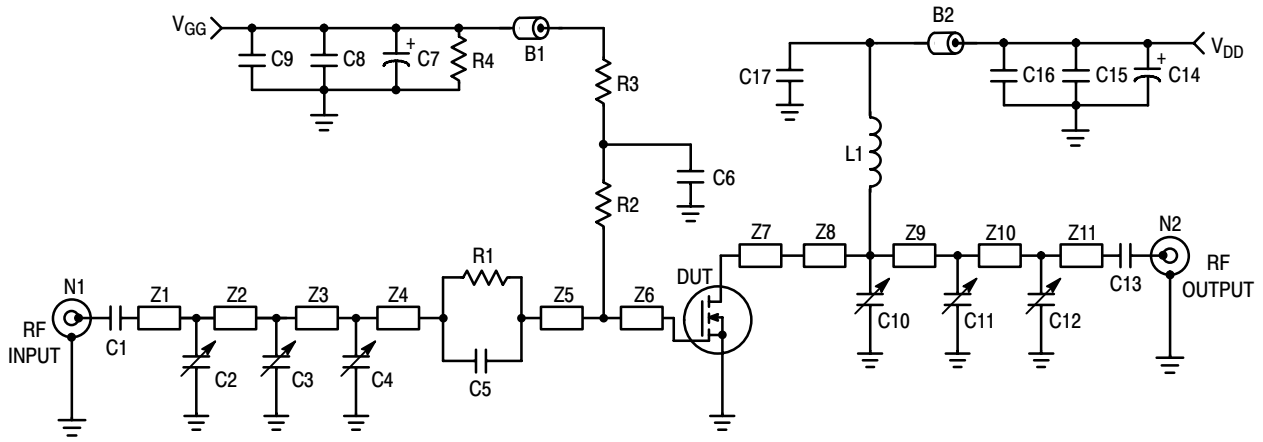 VGG
C9
C8
+
C7
R4
B1
R3
C6
R2
B2
VDD
C17
C16
C15
+
C14
L1
N1
RF
INPUT
C1
Z1
Z2
Z3
Z4
C2
C3
C4
R1
C5
Z5
Z6
DUT
Z7
Z8
Z9
Z10
Z11
C10
C11
C12
C13
N2
RF
OUTPUT